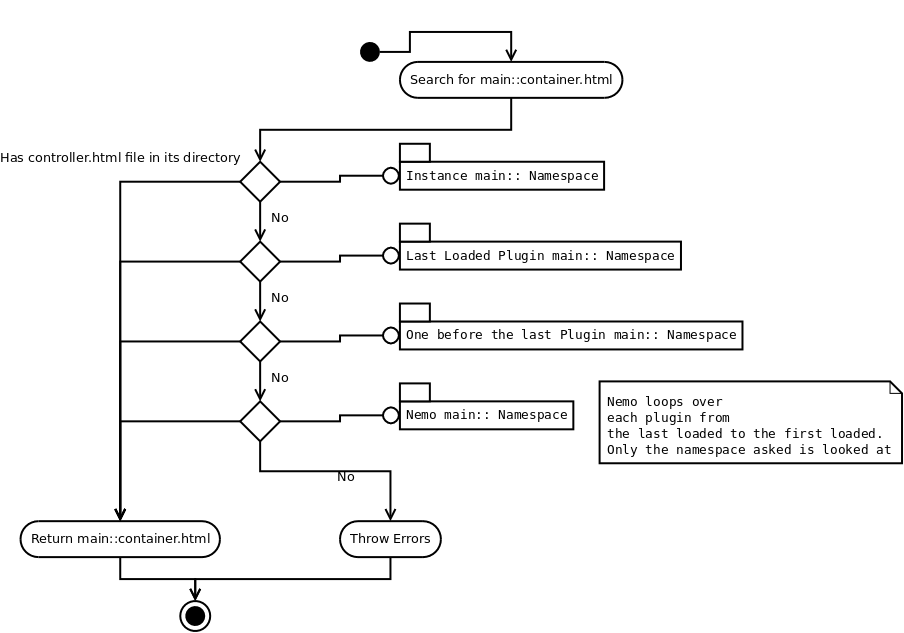 Search for main::container.html
Has controller.html file in its directory
Instance main:: Namespace
No
Last Loaded Plugin main:: Namespace
No
One before the last Plugin main:: Namespace
No
Nemo main:: Namespace
Nemo loops over
each plugin from
the last loaded to the first loaded.
Only the namespace asked is looked at
No
Return main::container.html
Throw Errors